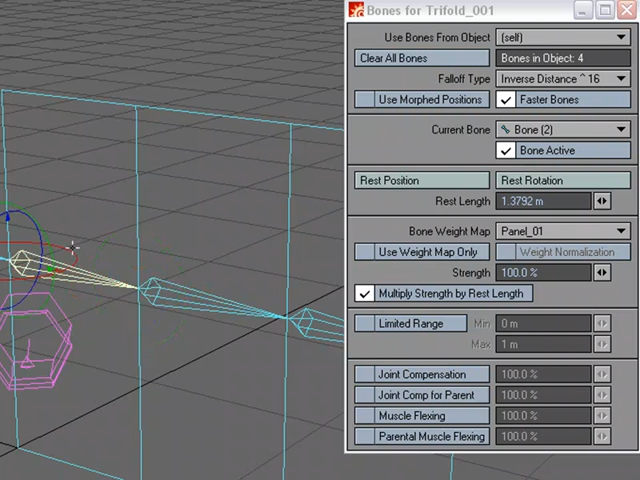 Bones for Trifold_001
Use Bones From Object (self)
Clear All Bones Bones in Object: 4
Falloff Type Inverse Distance ^ 16
Use Morphed Positions Faster Bones
Current Bone Bone (2)
Bone Active
Rest Position Rest Rotation
Rest Length 1.3792 m
Bone Weight Map Panel_01
Use Weight Map Only Weight Normalization
Strength 100.0 %
Multiply Strength by Rest Length
Limited Range Min 0 m
Max 1 m
Joint Compensation 100.0 %
Joint Comp for Parent 100.0 %
Muscle Flexing 100.0 %
Parental Muscle Flexing 100.0 %